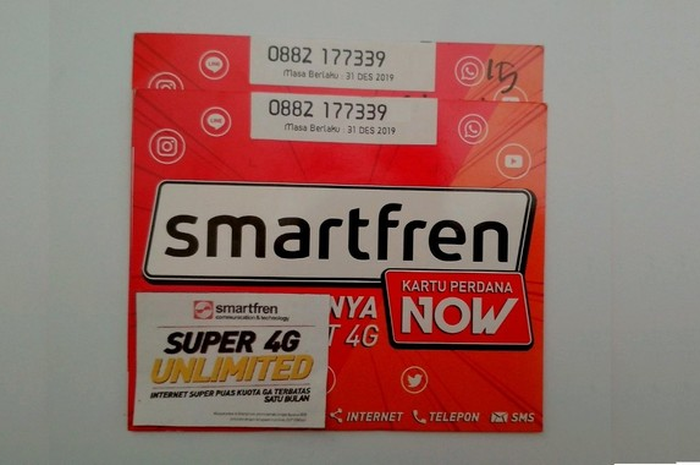 0882 177339
Masa Berlaku : 31 DES 2019
15
0882 177339
Masa Berlaku : 31 DES 2019
smartfren
KARTU PERDANA
NOW
NYA
T 4G
smartfren
communication & technology
SUPER 4G
UNLIMITED
INTERNET SUPER PUAS KUOTA GA TERBATAS
SATU BULAN
INTERNET TELEPON SMS